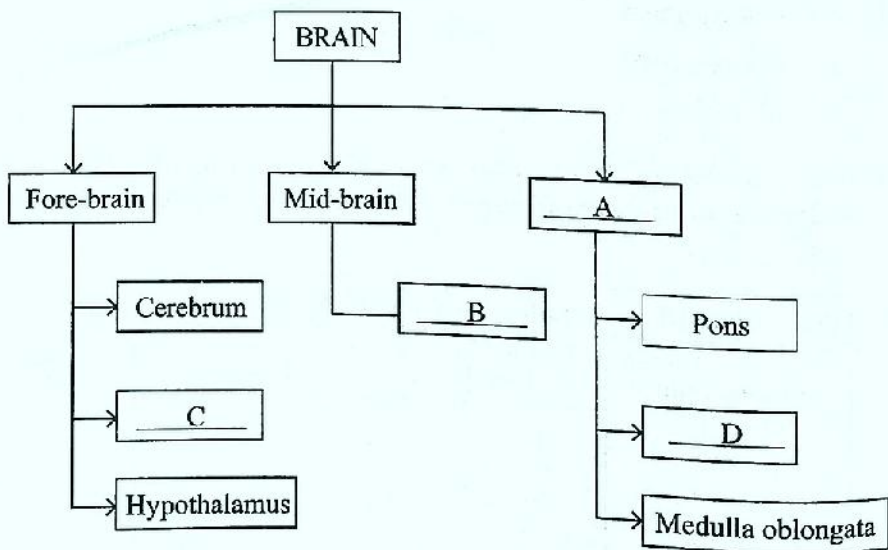 BRAIN
Fore-brain
Mid-brain
A
Cerebrum
B
Pons
C
D
Hypothalamus
Medulla oblongata